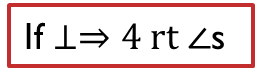 If ⊥⇒ 4 rt ∠s